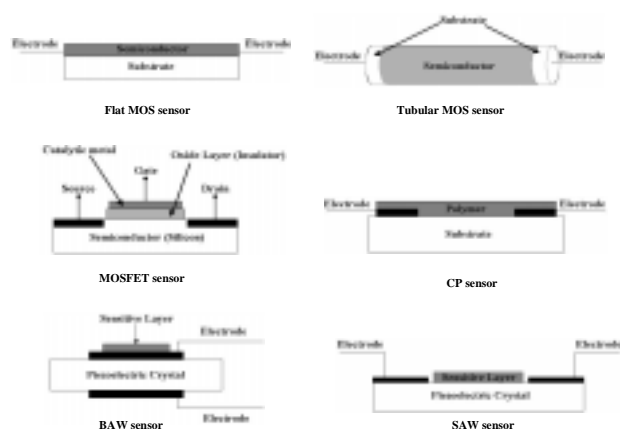 Electrode
Semiconductor
Electrode
Substrate
Flat MOS sensor
Substrate
Electrode
Semiconductor
Electrode
Tubular MOS sensor
Catalytic metal
Gate
Oxide Layer (Insulator)
Source
Drain
Semiconductor (Silicon)
MOSFET sensor
Electrode
Polymer
Electrode
Substrate
CP sensor
Sensitive Layer
Electrode
Piezoelectric Crystal
Electrode
BAW sensor
Electrode
Electrode
Sensitive Layer
Piezoelectric Crystal
SAW sensor